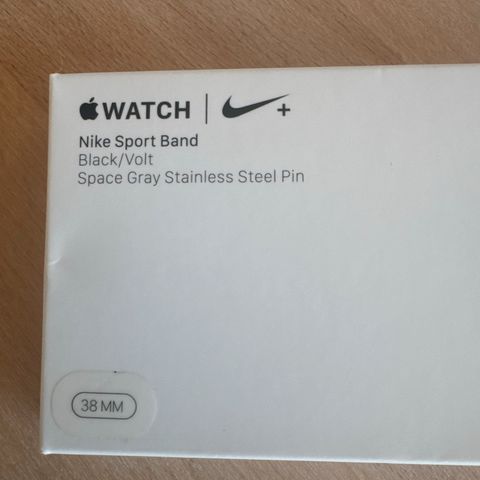 WATCH | +
Nike Sport Band
Black/Volt
Space Gray Stainless Steel Pin
38 MM